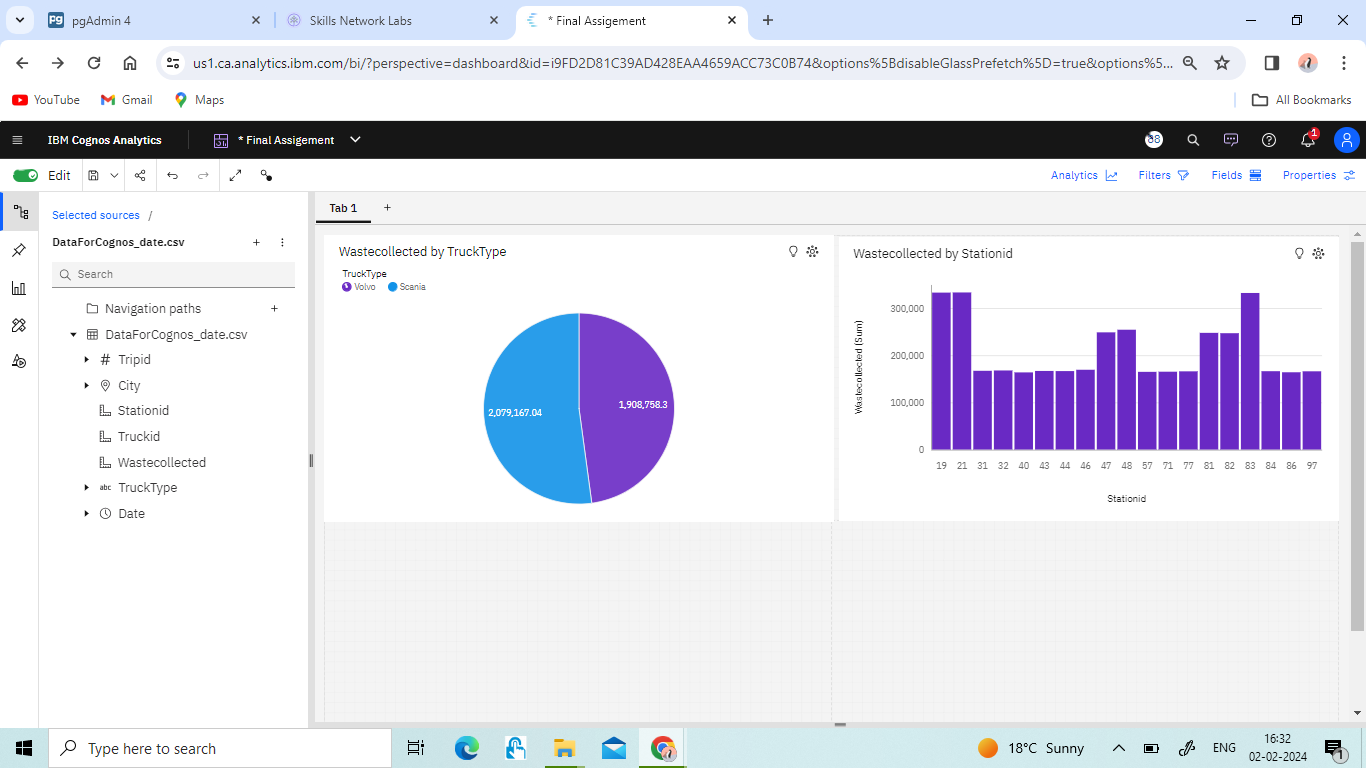 pgAdmin 4
Skills Network Labs
* Final Assigement
us1.ca.analytics.ibm.com/bi/?perspective=dashboard&id=i9FD2D81C39AD428EAA4659ACC73C0B74&options%5BdisableGlassPrefetch%5D=true&options%5...
YouTube
Gmail
Maps
All Bookmarks
IBM Cognos Analytics
* Final Assigement
38
1
Edit
Analytics
Filters
Fields
Properties
Selected sources /
DataForCognos_date.csv
Search
Navigation paths
DataForCognos_date.csv
# Tripid
City
Stationid
Truckid
Wastecollected
abc TruckType
Date
Tab 1
Wastecollected by TruckType
TruckType
Volvo Scania
2,079,167.04
1,908,758.3
Wastecollected by Stationid
Wastecollected (Sum)
300,000
200,000
100,000
0
19 21 31 32 40 43 44 46 47 48 57 71 77 81 82 83 84 86 97
Stationid
Type here to search
18°C Sunny
ENG
16:32
02-02-2024
1